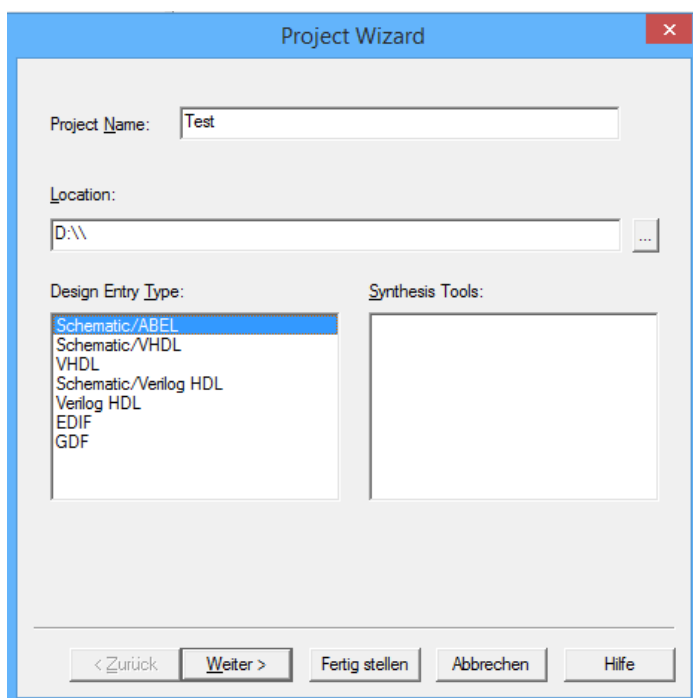 Project Wizard
Project Name: Test
Location:
D:\\
...
Design Entry Type:
Schematic/ABEL
Schematic/VHDL
VHDL
Schematic/Verilog HDL
Verilog HDL
EDIF
GDF
Synthesis Tools:
< Zurück Weiter > Fertig stellen Abbrechen Hilfe